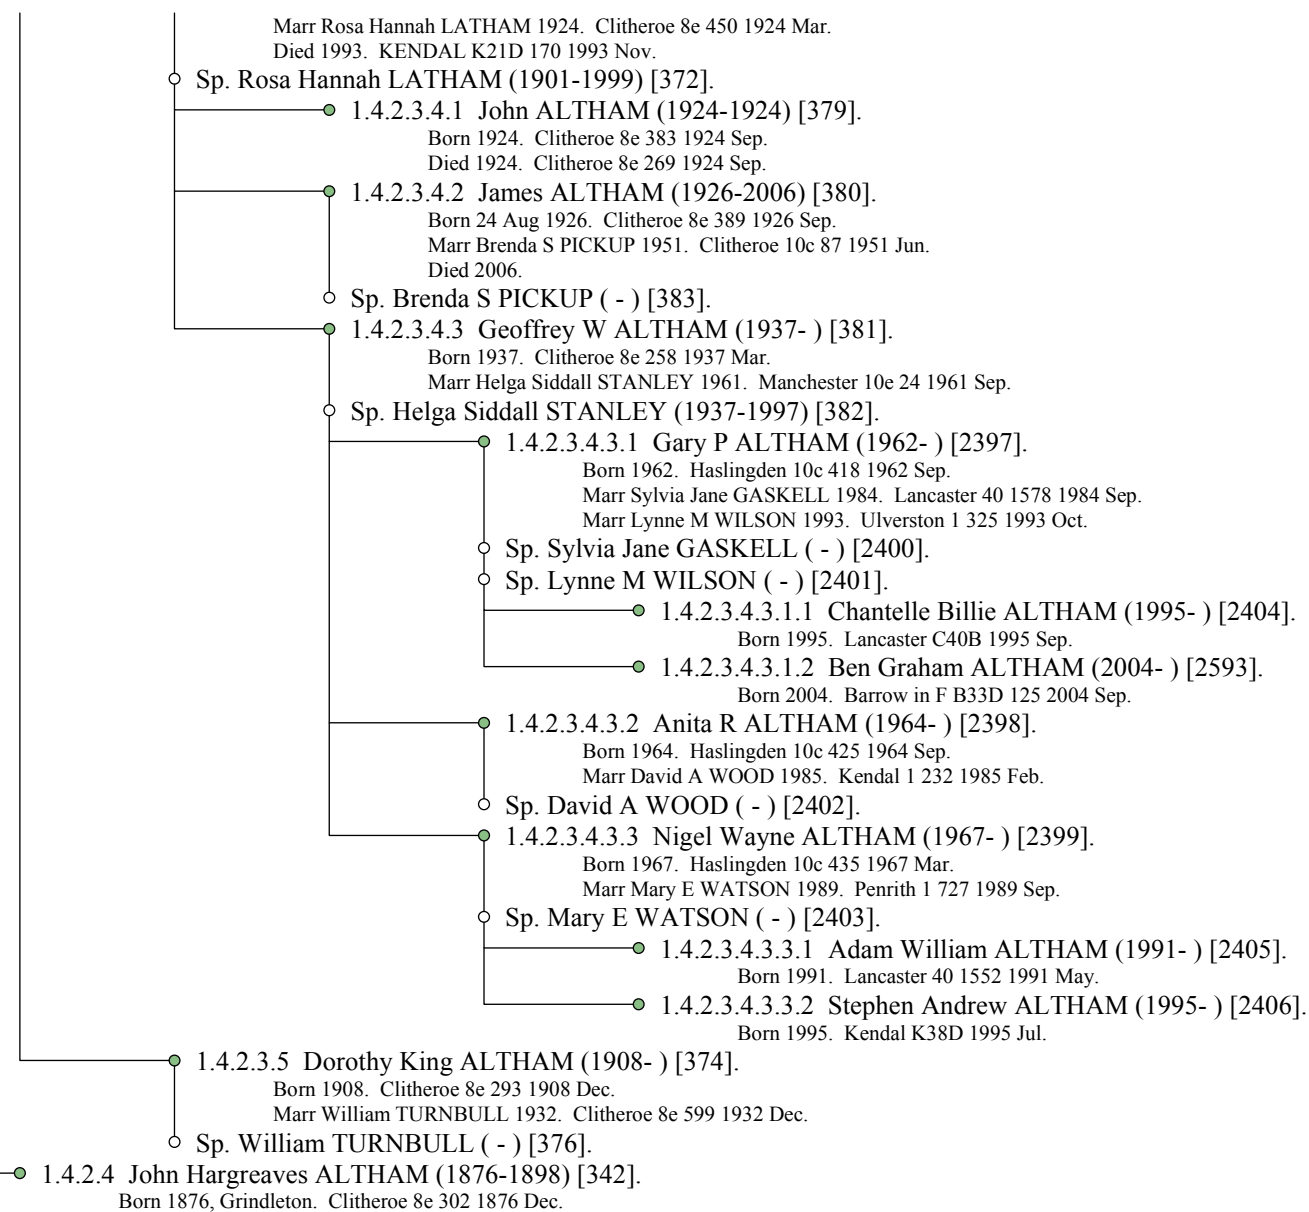 Marr Rosa Hannah LATHAM 1924. Clitheroe 8e 450 1924 Mar.
Died 1993. KENDAL K21D 170 1993 Nov.
Sp. Rosa Hannah LATHAM (1901-1999) [372].
1.4.2.3.4.1 John ALTHAM (1924-1924) [379].
Born 1924. Clitheroe 8e 383 1924 Sep.
Died 1924. Clitheroe 8e 269 1924 Sep.
1.4.2.3.4.2 James ALTHAM (1926-2006) [380].
Born 24 Aug 1926. Clitheroe 8e 389 1926 Sep.
Marr Brenda S PICKUP 1951. Clitheroe 10c 87 1951 Jun.
Died 2006.
Sp. Brenda S PICKUP ( - ) [383].
1.4.2.3.4.3 Geoffrey W ALTHAM (1937- ) [381].
Born 1937. Clitheroe 8e 258 1937 Mar.
Marr Helga Siddall STANLEY 1961. Manchester 10e 24 1961 Sep.
Sp. Helga Siddall STANLEY (1937-1997) [382].
1.4.2.3.4.3.1 Gary P ALTHAM (1962- ) [2397].
Born 1962. Haslingden 10c 418 1962 Sep.
Marr Sylvia Jane GASKELL 1984. Lancaster 40 1578 1984 Sep.
Marr Lynne M WILSON 1993. Ulverston 1 325 1993 Oct.
Sp. Sylvia Jane GASKELL ( - ) [2400].
Sp. Lynne M WILSON ( - ) [2401].
1.4.2.3.4.3.1.1 Chantelle Billie ALTHAM (1995- ) [2404].
Born 1995. Lancaster C40B 1995 Sep.
1.4.2.3.4.3.1.2 Ben Graham ALTHAM (2004- ) [2593].
Born 2004. Barrow in F B33D 125 2004 Sep.
1.4.2.3.4.3.2 Anita R ALTHAM (1964- ) [2398].
Born 1964. Haslingden 10c 425 1964 Sep.
Marr David A WOOD 1985. Kendal 1 232 1985 Feb.
Sp. David A WOOD ( - ) [2402].
1.4.2.3.4.3.3 Nigel Wayne ALTHAM (1967- ) [2399].
Born 1967. Haslingden 10c 435 1967 Mar.
Marr Mary E WATSON 1989. Penrith 1 727 1989 Sep.
Sp. Mary E WATSON ( - ) [2403].
1.4.2.3.4.3.3.1 Adam William ALTHAM (1991- ) [2405].
Born 1991. Lancaster 40 1552 1991 May.
1.4.2.3.4.3.3.2 Stephen Andrew ALTHAM (1995- ) [2406].
Born 1995. Kendal K38D 1995 Jul.
1.4.2.3.5 Dorothy King ALTHAM (1908- ) [374].
Born 1908. Clitheroe 8e 293 1908 Dec.
Marr William TURNBULL 1932. Clitheroe 8e 599 1932 Dec.
Sp. William TURNBULL ( - ) [376].
1.4.2.4 John Hargreaves ALTHAM (1876-1898) [342].
Born 1876, Grindleton. Clitheroe 8e 302 1876 Dec.